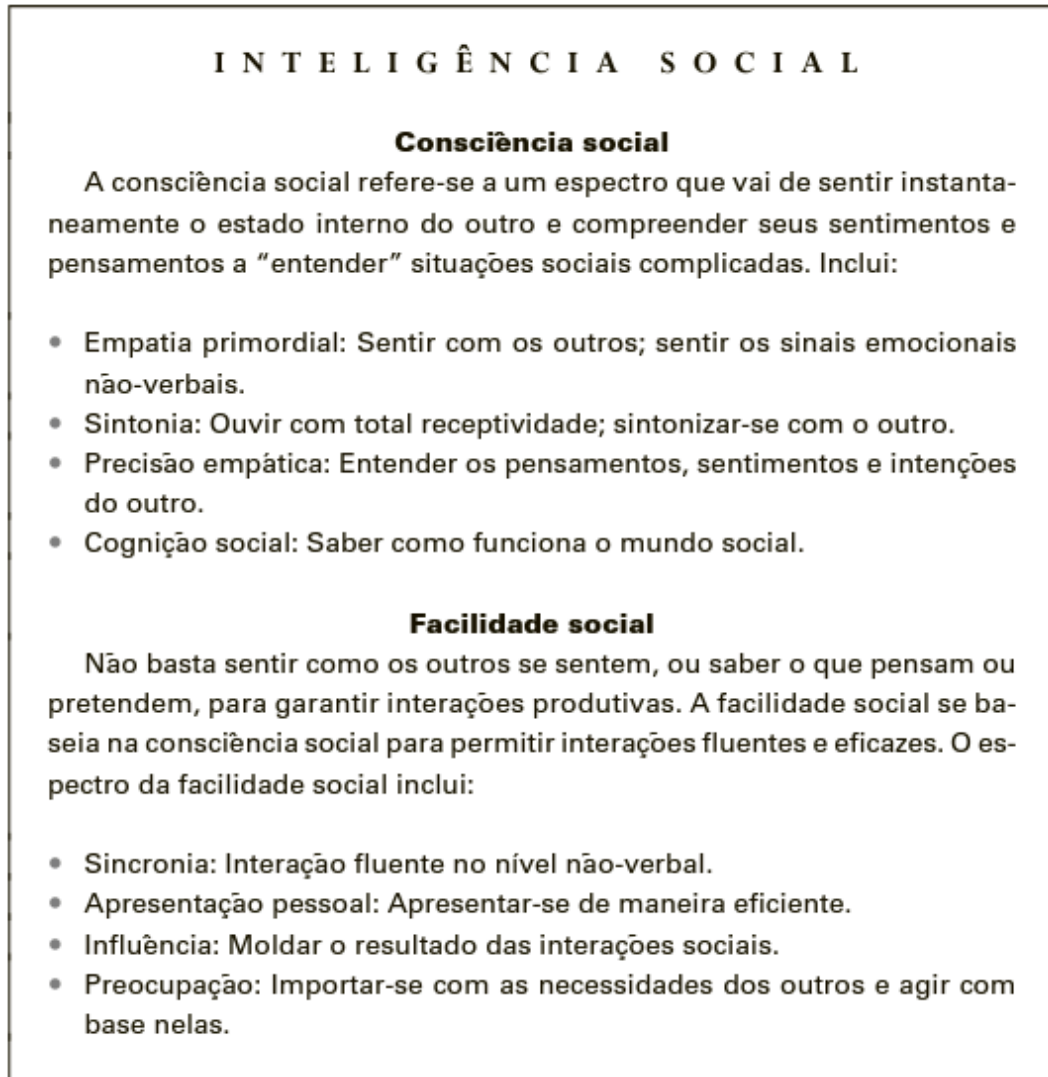 INTELIGÊNCIA SOCIAL
Consciência social
A consciência social refere-se a um espectro que vai de sentir instanta-
neamente o estado interno do outro e compreender seus sentimentos e
pensamentos a “entender” situações sociais complicadas. Inclui:
• Empatia primordial: Sentir com os outros; sentir os sinais emocionais
não-verbais.
• Sintonia: Ouvir com total receptividade; sintonizar-se com o outro.
• Precisão empática: Entender os pensamentos, sentimentos e intenções
do outro.
• Cognição social: Saber como funciona o mundo social.
Facilidade social
Não basta sentir como os outros se sentem, ou saber o que pensam ou
pretendem, para garantir interações produtivas. A facilidade social se ba-
seia na consciência social para permitir interações fluentes e eficazes. O es-
pectro da facilidade social inclui:
• Sincronia: Interação fluente no nível não-verbal.
• Apresentação pessoal: Apresentar-se de maneira eficiente.
• Influência: Moldar o resultado das interações sociais.
• Preocupação: Importar-se com as necessidades dos outros e agir com
base nelas.